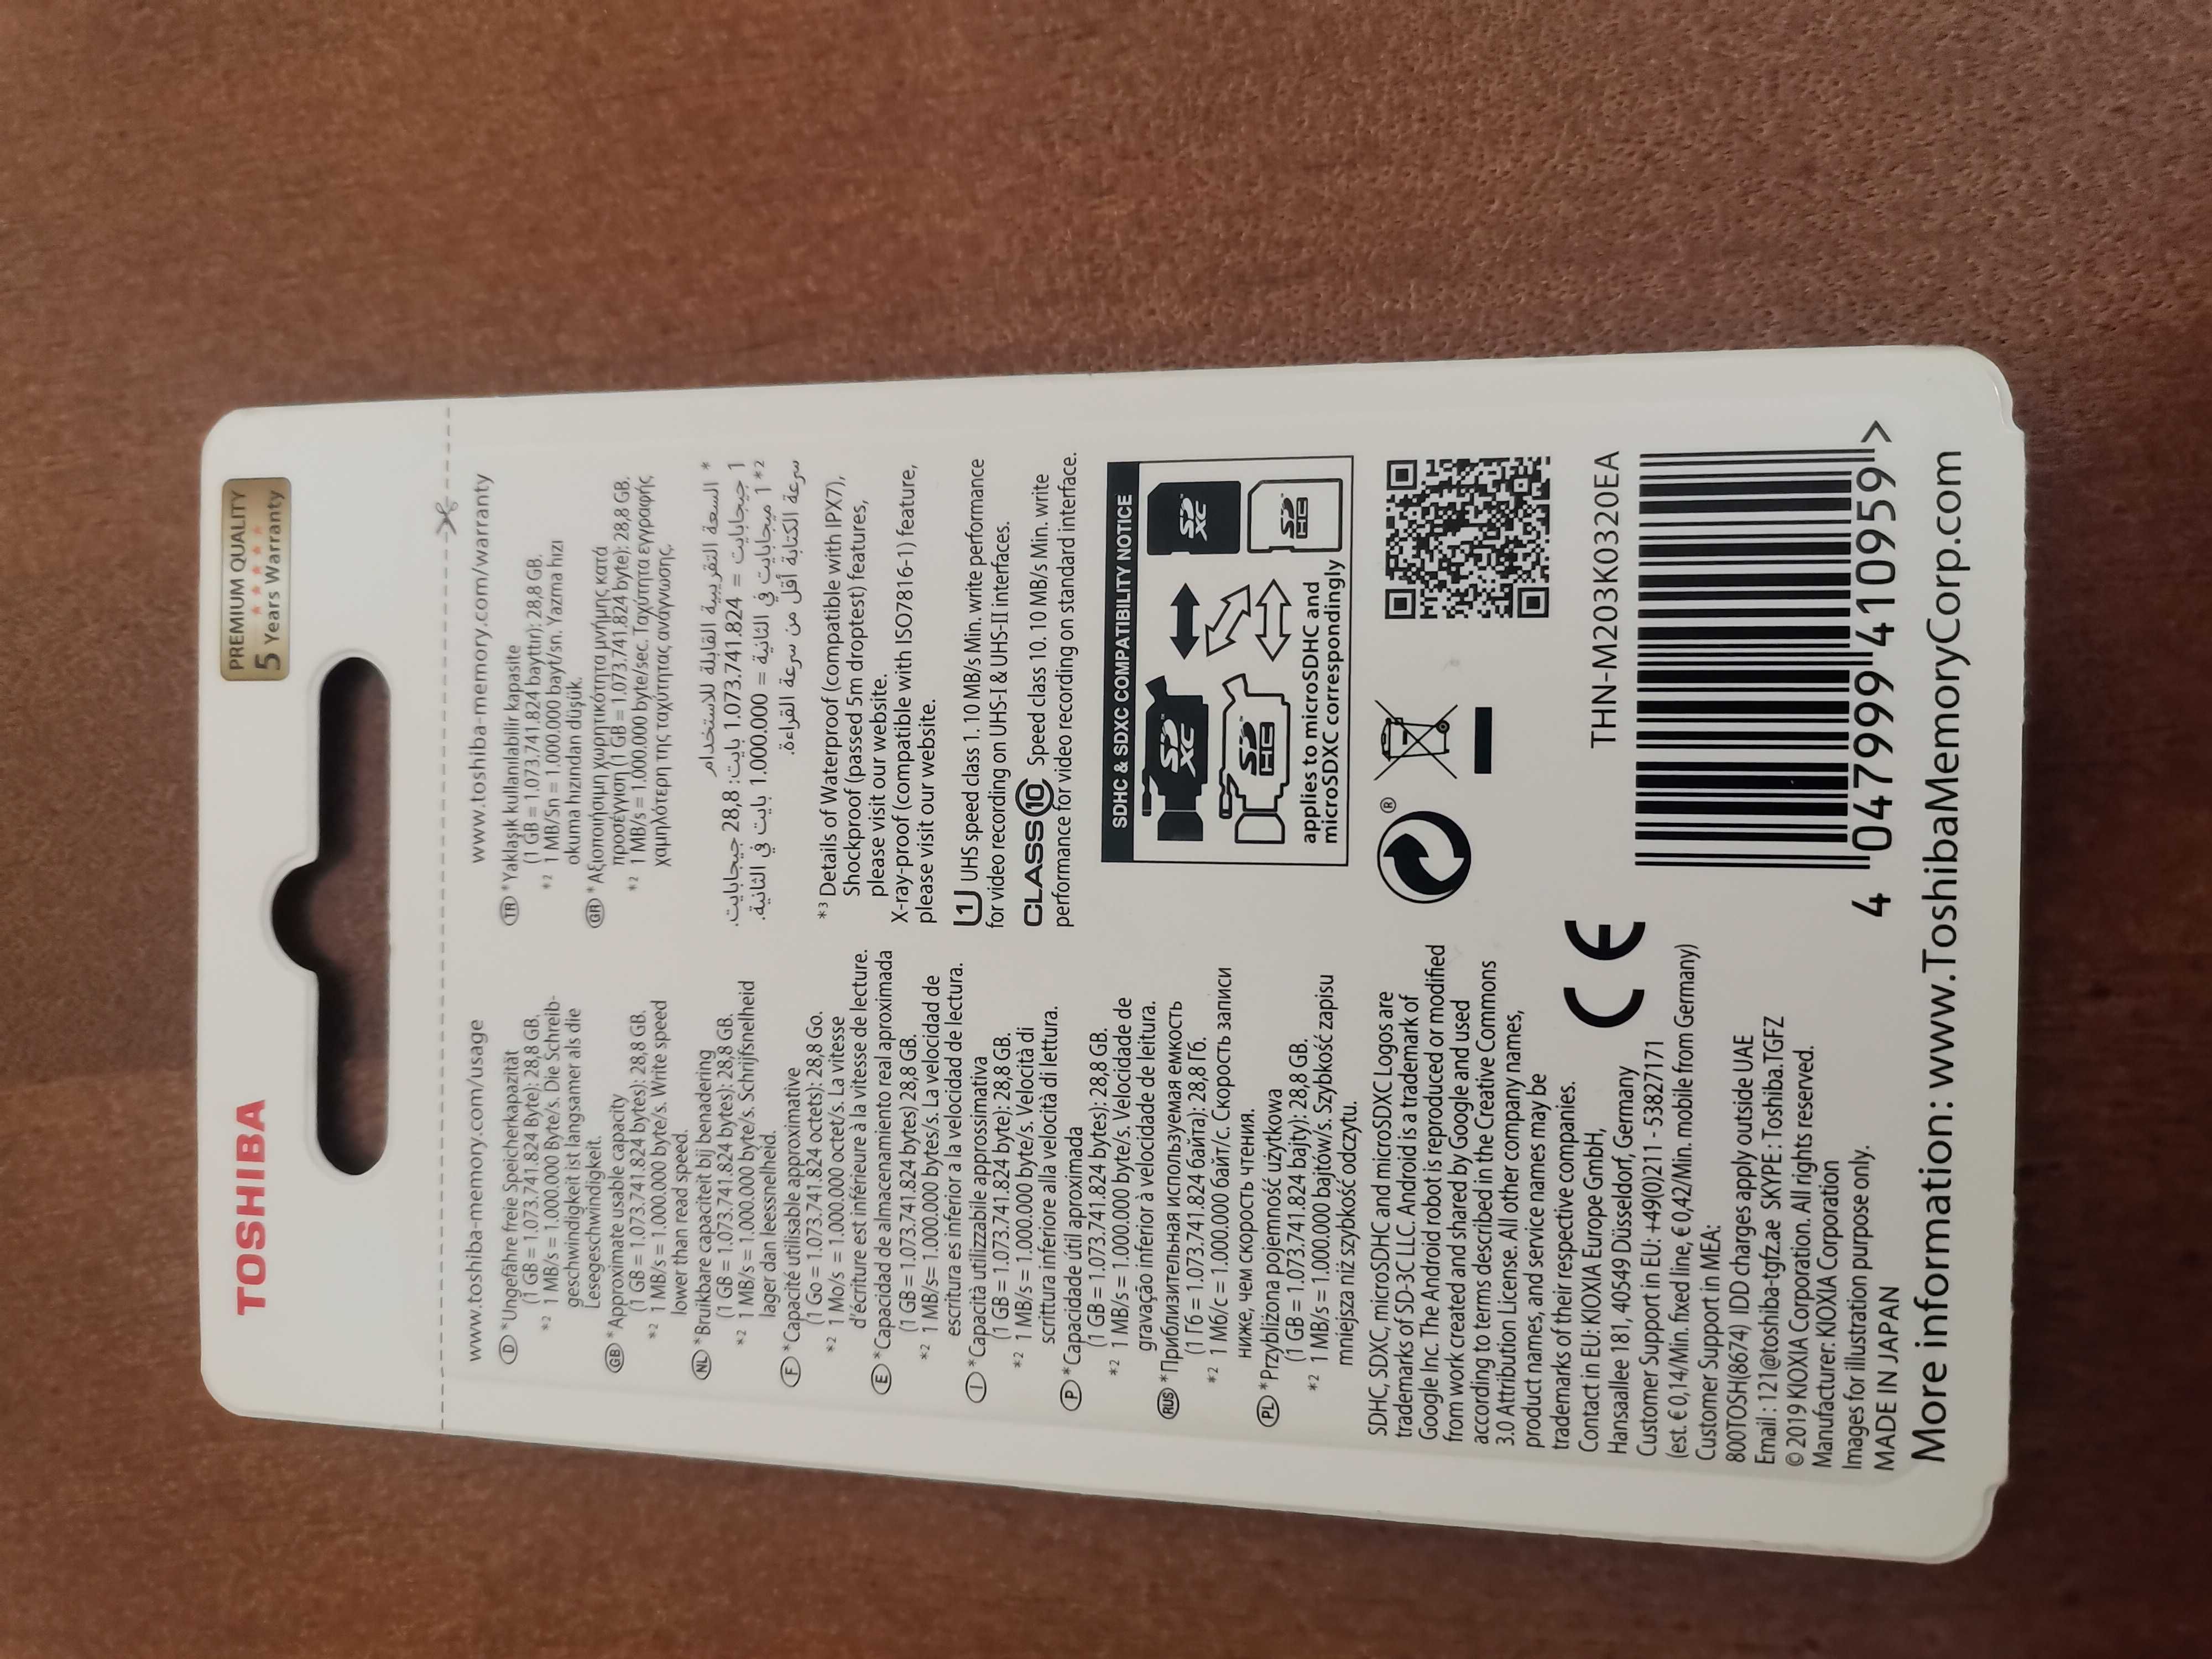 TOSHIBA
PREMIUM QUALITY
5 Years Warranty
www.toshiba-memory.com/usage
D *Ungefähre freie Speicherkapazität
(1 GB = 1.073.741.824 Byte): 28,8 GB.
*2 1 MB/s = 1.000.000 Byte/s. Die Schreib-
geschwindigkeit ist langsamer als die
Lesegeschwindigkeit.
GB *Approximate usable capacity
(1 GB = 1.073.741.824 bytes): 28,8 GB.
*2 1 MB/s = 1.000.000 byte/s. Write speed
lower than read speed.
NL *Bruikbare capaciteit bij benadering
(1 GB = 1.073.741.824 bytes): 28,8 GB.
*2 1 MB/s = 1.000.000 byte/s. Schrijfsnelheid
lager dan leessnelheid.
F *Capacité utilisable approximative
(1 Go = 1.073.741.824 octets): 28,8 Go.
*2 1 Mo/s = 1.000.000 octet/s. La vitesse
d'écriture est inférieure à la vitesse de lecture.
E *Capacidad de almacenamiento real aproximada
(1 GB = 1.073.741.824 bytes) 28,8 GB.
*2 1 MB/s= 1.000.000 bytes/s. La velocidad de
escritura es inferior a la velocidad de lectura.
I *Capacità utilizzabile approssimativa
(1 GB = 1.073.741.824 byte): 28,8 GB.
*2 1 MB/s = 1.000.000 byte/s. Velocità di
scrittura inferiore alla velocità di lettura.
P *Capacidade útil aproximada
(1 GB = 1.073.741.824 bytes): 28,8 GB.
*2 1 MB/s = 1.000.000 byte/s. Velocidade de
gravação inferior à velocidade de leitura.
RUS *Приблизительная используемая емкость
(1 Гб = 1.073.741.824 байта): 28,8 Гб.
*2 1 Мб/с = 1.000.000 байт/с. Скорость записи
ниже, чем скорость чтения.
PL *Przybliżona pojemność użytkowa
(1 GB = 1.073.741.824 bajty): 28,8 GB.
*2 1 MB/s = 1.000.000 bajtów/s. Szybkość zapisu
mniejsza niż szybkość odczytu.
SDHC, SDXC, microSDHC and microSDXC Logos are
trademarks of SD-3C LLC. Android is a trademark of
Google Inc. The Android robot is reproduced or modified
from work created and shared by Google and used
according to terms described in the Creative Commons
3.0 Attribution License. All other company names,
product names, and service names may be
trademarks of their respective companies.
Contact in EU: KIOXIA Europe GmbH,
Hansaallee 181, 40549 Düsseldorf, Germany
Customer Support in EU: +49(0)211 - 53827171
(est. € 0,14/Min. fixed line, € 0,42/Min. mobile from Germany)
Customer Support in MEA:
800TOSH(8674) IDD charges apply outside UAE
Email : 121@toshiba-tgfz.ae SKYPE : Toshiba.TGFZ
© 2019 KIOXIA Corporation. All rights reserved.
Manufacturer: KIOXIA Corporation
Images for illustration purpose only.
MADE IN JAPAN
CE
www.toshiba-memory.com/warranty
TR *Yaklaşık kullanılabilir kapasite
(1 GB = 1.073.741.824 bayttır): 28,8 GB.
*2 1 MB/Sn = 1.000.000 bayt/sn. Yazma hızı
okuma hızından düşük.
GR *Αξιοποιήσιμη χωρητικότητα μνήμης κατά
προσέγγιση (1 GB = 1.073.741.824 byte): 28,8 GB.
*2 1 MB/s = 1.000.000 byte/sec. Ταχύτητα εγγραφής
χαμηλότερη της ταχύτητας ανάγνωσης.
* السعة التقريبية القابلة للاستخدام
1 جيجابايت = 1.073.741.824 بايت: 28,8 جيجابايت.
*2 1 ميجابايت في الثانية = 1.000.000 بايت في الثانية.
سرعة الكتابة أقل من سرعة القراءة.
*3 Details of Waterproof (compatible with IPX7),
Shockproof (passed 5m droptest) features,
please visit our website.
X-ray-proof (compatible with ISO7816-1) feature,
please visit our website.
1 UHS speed class 1. 10 MB/s Min. write performance
for video recording on UHS-I & UHS-II interfaces.
CLASS 10 Speed class 10. 10 MB/s Min. write
performance for video recording on standard interface.
SDHC & SDXC COMPATIBILITY NOTICE
SD XC SD XC
SD HC SD HC
applies to microSDHC and
microSDXC correspondingly
®
THN-M203K0320EA
4 047999 410959 >
More information: www.ToshibaMemoryCorp.com